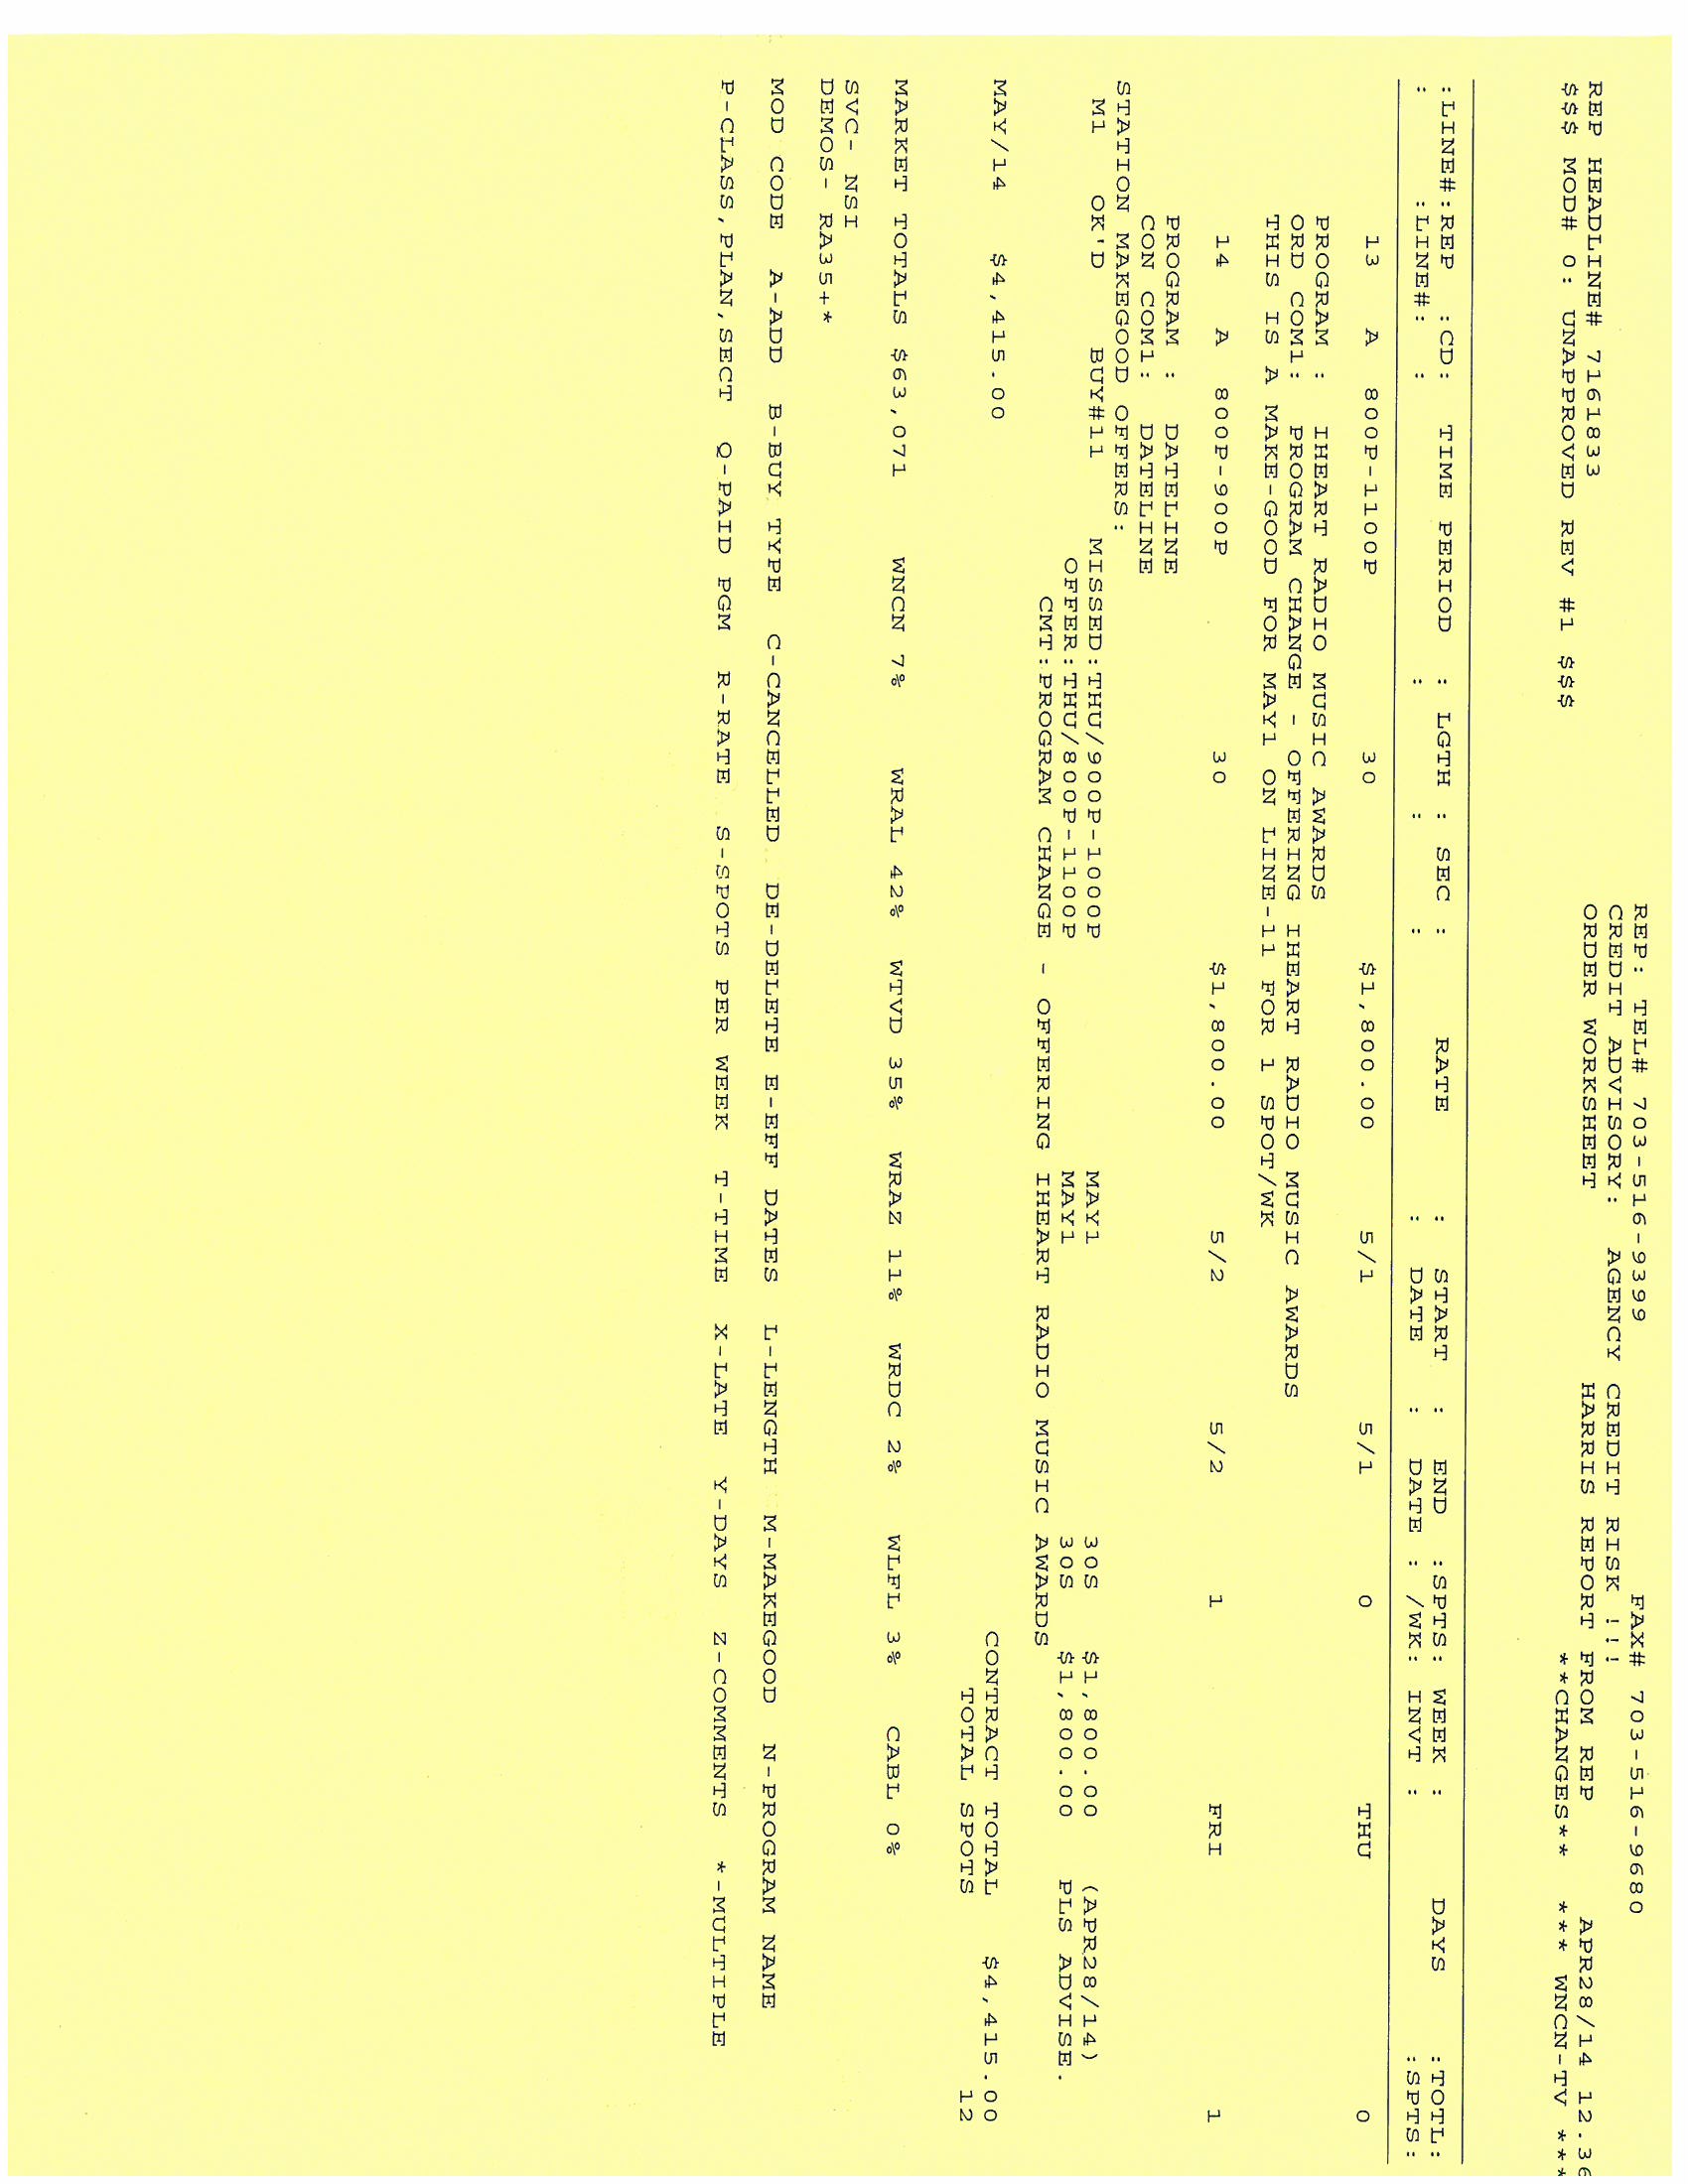 REP: TEL# 703-516-9399 FAX# 703-516-9680
CREDIT ADVISORY: AGENCY CREDIT RISK !!!
REP HEADLINE# 7161833 ORDER WORKSHEET HARRIS REPORT FROM REP APR28/14 12.36
$$$ MOD# 0: UNAPPROVED REV #1 $$$ **CHANGES** *** WNCN-TV ***
:LINE#:REP :CD: TIME PERIOD : LGTH : SEC : RATE : START : END :SPTS: WEEK : DAYS :TOTL:
: :LINE#: : : : : : DATE : DATE : /WK: INVT : :SPTS:
13 A 800P-1100P 30 $1,800.00 5/1 5/1 0 THU 0
PROGRAM : IHEART RADIO MUSIC AWARDS
ORD COM1: PROGRAM CHANGE - OFFERING IHEART RADIO MUSIC AWARDS
THIS IS A MAKE-GOOD FOR MAY1 ON LINE-11 FOR 1 SPOT/WK
14 A 800P-900P 30 $1,800.00 5/2 5/2 1 FRI 1
PROGRAM : DATELINE
CON COM1: DATELINE
STATION MAKEGOOD OFFERS:
M1 OK'D BUY#11 MISSED:THU/900P-1000P MAY1 30S $1,800.00 (APR28/14)
OFFER:THU/800P-1100P MAY1 30S $1,800.00 PLS ADVISE.
CMT:PROGRAM CHANGE - OFFERING IHEART RADIO MUSIC AWARDS
MAY/14 $4,415.00 CONTRACT TOTAL $4,415.00
TOTAL SPOTS 12
MARKET TOTALS $63,071 WNCN 7% WRAL 42% WTVD 35% WRAZ 11% WRDC 2% WLFL 3% CABL 0%
SVC- NSI
DEMOS- RA35+*
MOD CODE A-ADD B-BUY TYPE C-CANCELLED DE-DELETE E-EFF DATES L-LENGTH M-MAKEGOOD N-PROGRAM NAME
P-CLASS,PLAN,SECT Q-PAID PGM R-RATE S-SPOTS PER WEEK T-TIME X-LATE Y-DAYS Z-COMMENTS *-MULTIPLE